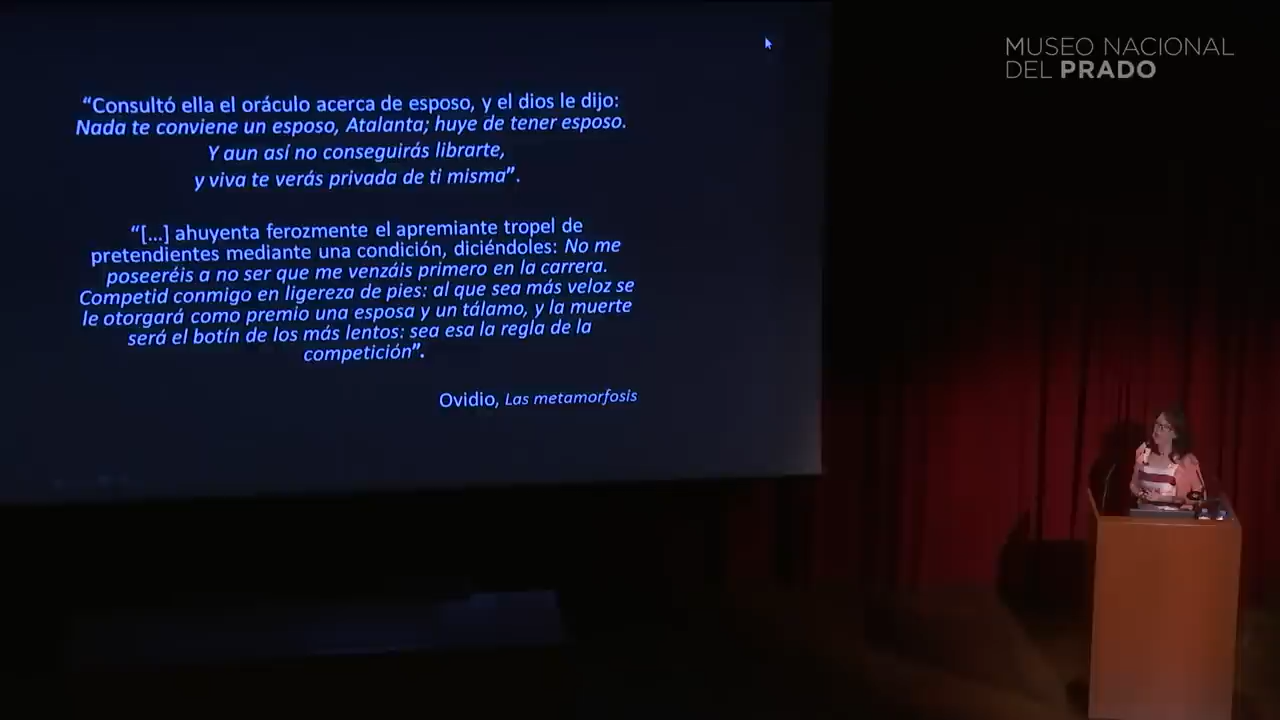 MUSEO NACIONAL
DEL PRADO
“Consultó ella el oráculo acerca de esposo, y el dios le dijo:
Nada te conviene un esposo, Atalanta; huye de tener esposo.
Y aun así no conseguirás librarte,
y viva te verás privada de ti misma”.
“[...] ahuyenta ferozmente el apremiante tropel de
pretendientes mediante una condición, diciéndoles: No me
poseeréis a no ser que me venzáis primero en la carrera.
Competid conmigo en ligereza de pies: al que sea más veloz se
le otorgará como premio una esposa y un tálamo, y la muerte
será el botín de los más lentos: sea esa la regla de la
competición”.
Ovidio, Las metamorfosis